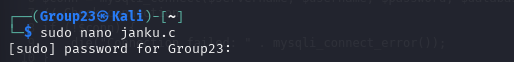 ┌──(Group23㉿Kali)-[~]
└─$ sudo nano janku.c
[sudo] password for Group23: